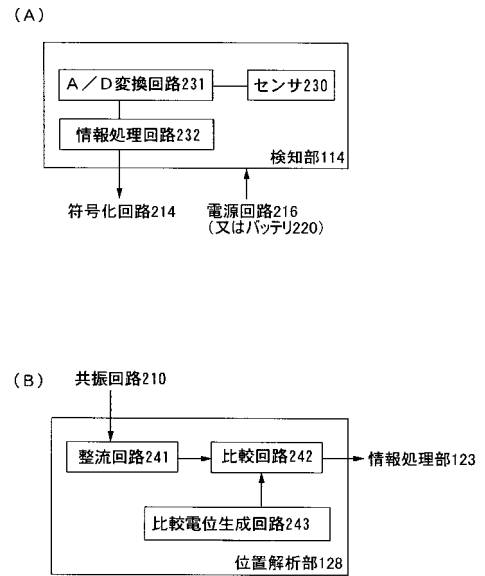 (A)
A/D変換回路231
センサ230
情報処理回路232
検知部114
符号化回路214
電源回路216
(又はバッテリ220)
(B)
共振回路210
整流回路241
比較回路242
情報処理部123
比較電位生成回路243
位置解析部128